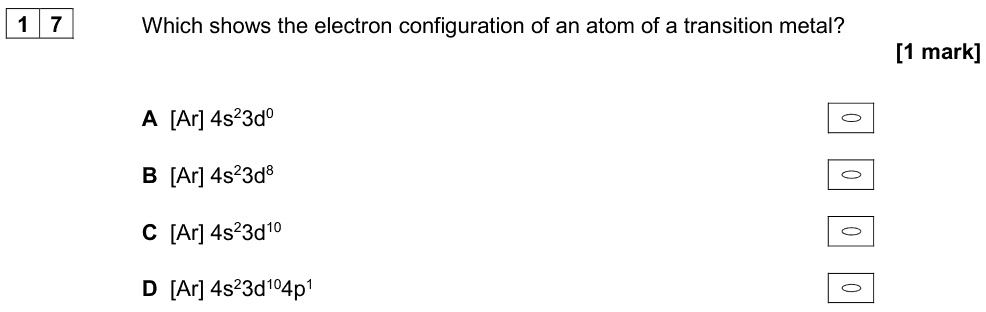 1 7 Which shows the electron configuration of an atom of a transition metal?
[1 mark]
A [Ar] 4s²3d⁰
B [Ar] 4s²3d⁸
C [Ar] 4s²3d¹⁰
D [Ar] 4s²3d¹⁰4p¹